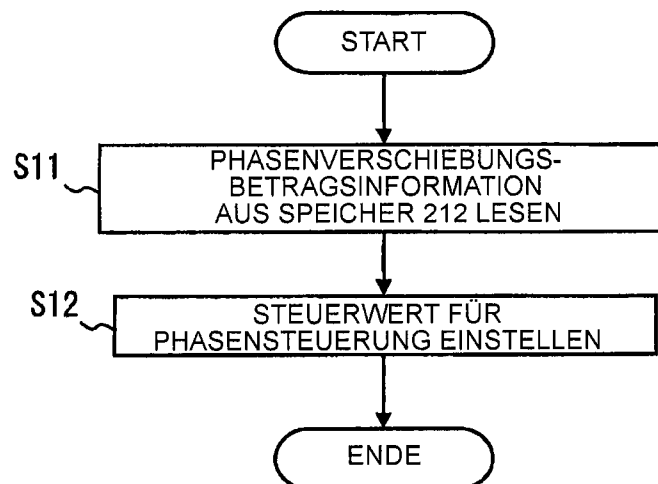 START
S11
PHASENVERSCHIEBUNGS-
BETRAGSINFORMATION
AUS SPEICHER 212 LESEN
S12
STEUERWERT FÜR
PHASENSTEUERUNG EINSTELLEN
ENDE